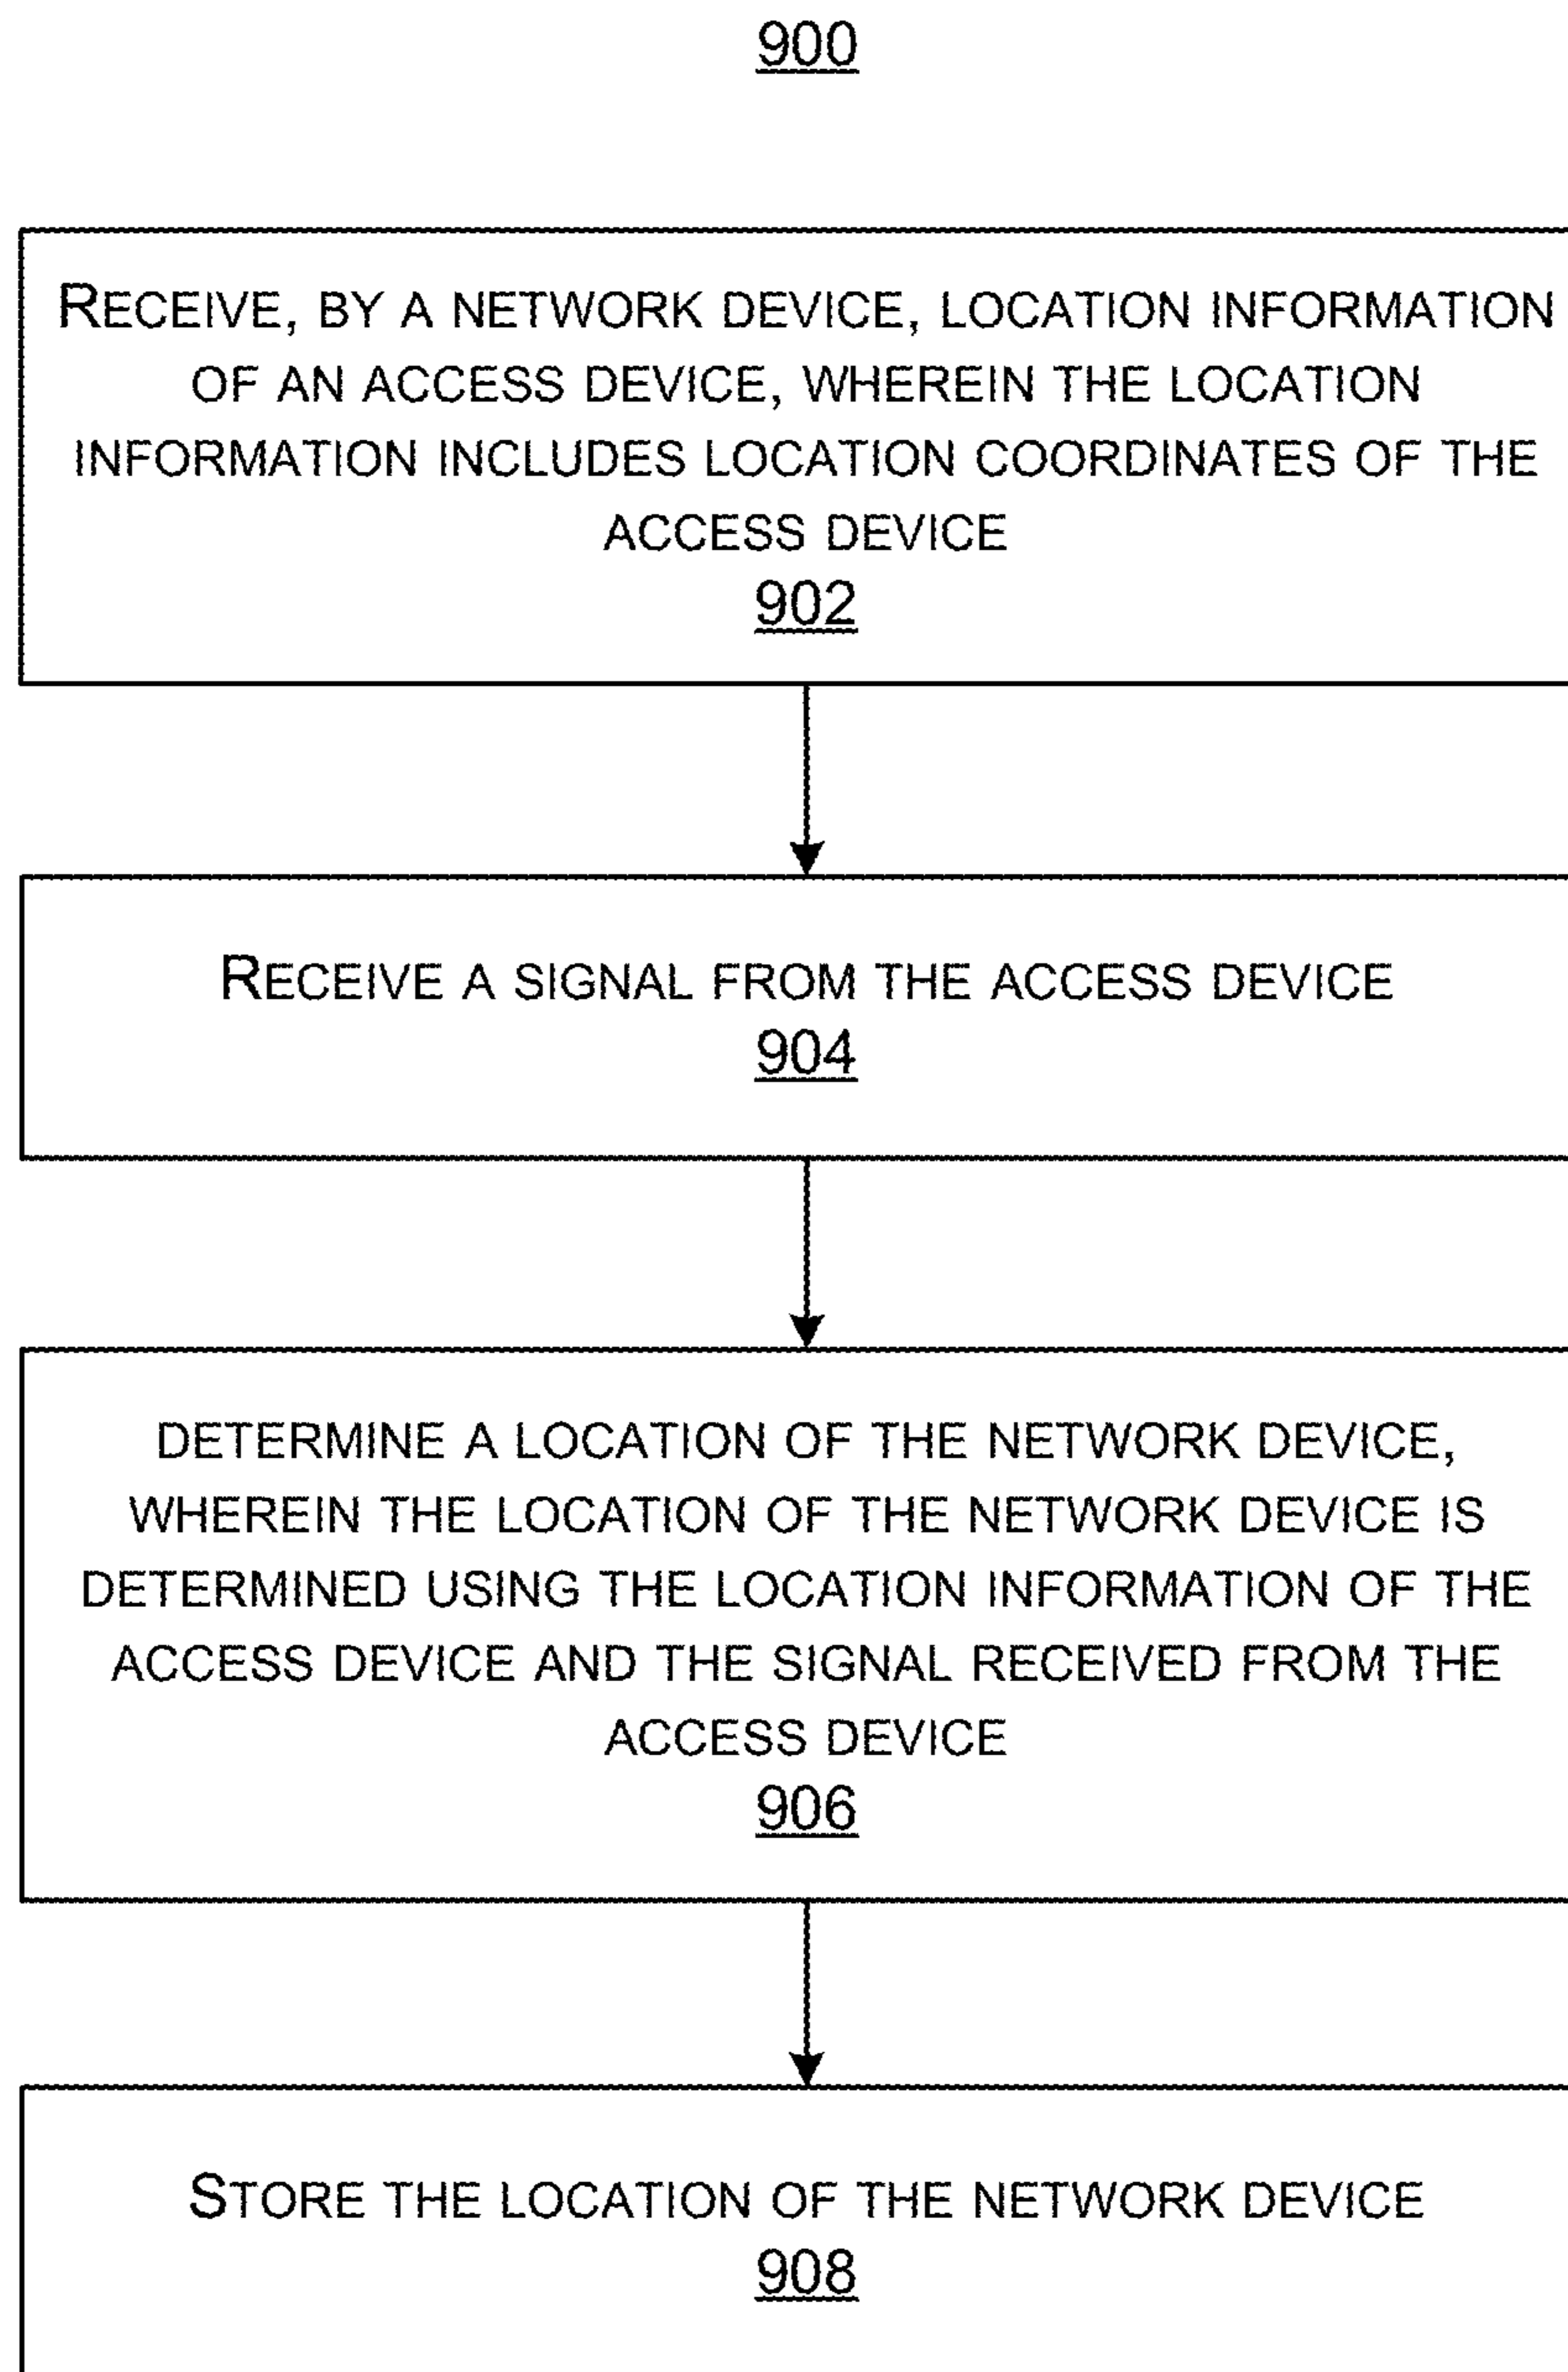 900
RECEIVE, BY A NETWORK DEVICE, LOCATION INFORMATION
OF AN ACCESS DEVICE, WHEREIN THE LOCATION
INFORMATION INCLUDES LOCATION COORDINATES OF THE
ACCESS DEVICE
902
RECEIVE A SIGNAL FROM THE ACCESS DEVICE
904
DETERMINE A LOCATION OF THE NETWORK DEVICE,
WHEREIN THE LOCATION OF THE NETWORK DEVICE IS
DETERMINED USING THE LOCATION INFORMATION OF THE
ACCESS DEVICE AND THE SIGNAL RECEIVED FROM THE
ACCESS DEVICE
906
STORE THE LOCATION OF THE NETWORK DEVICE
908